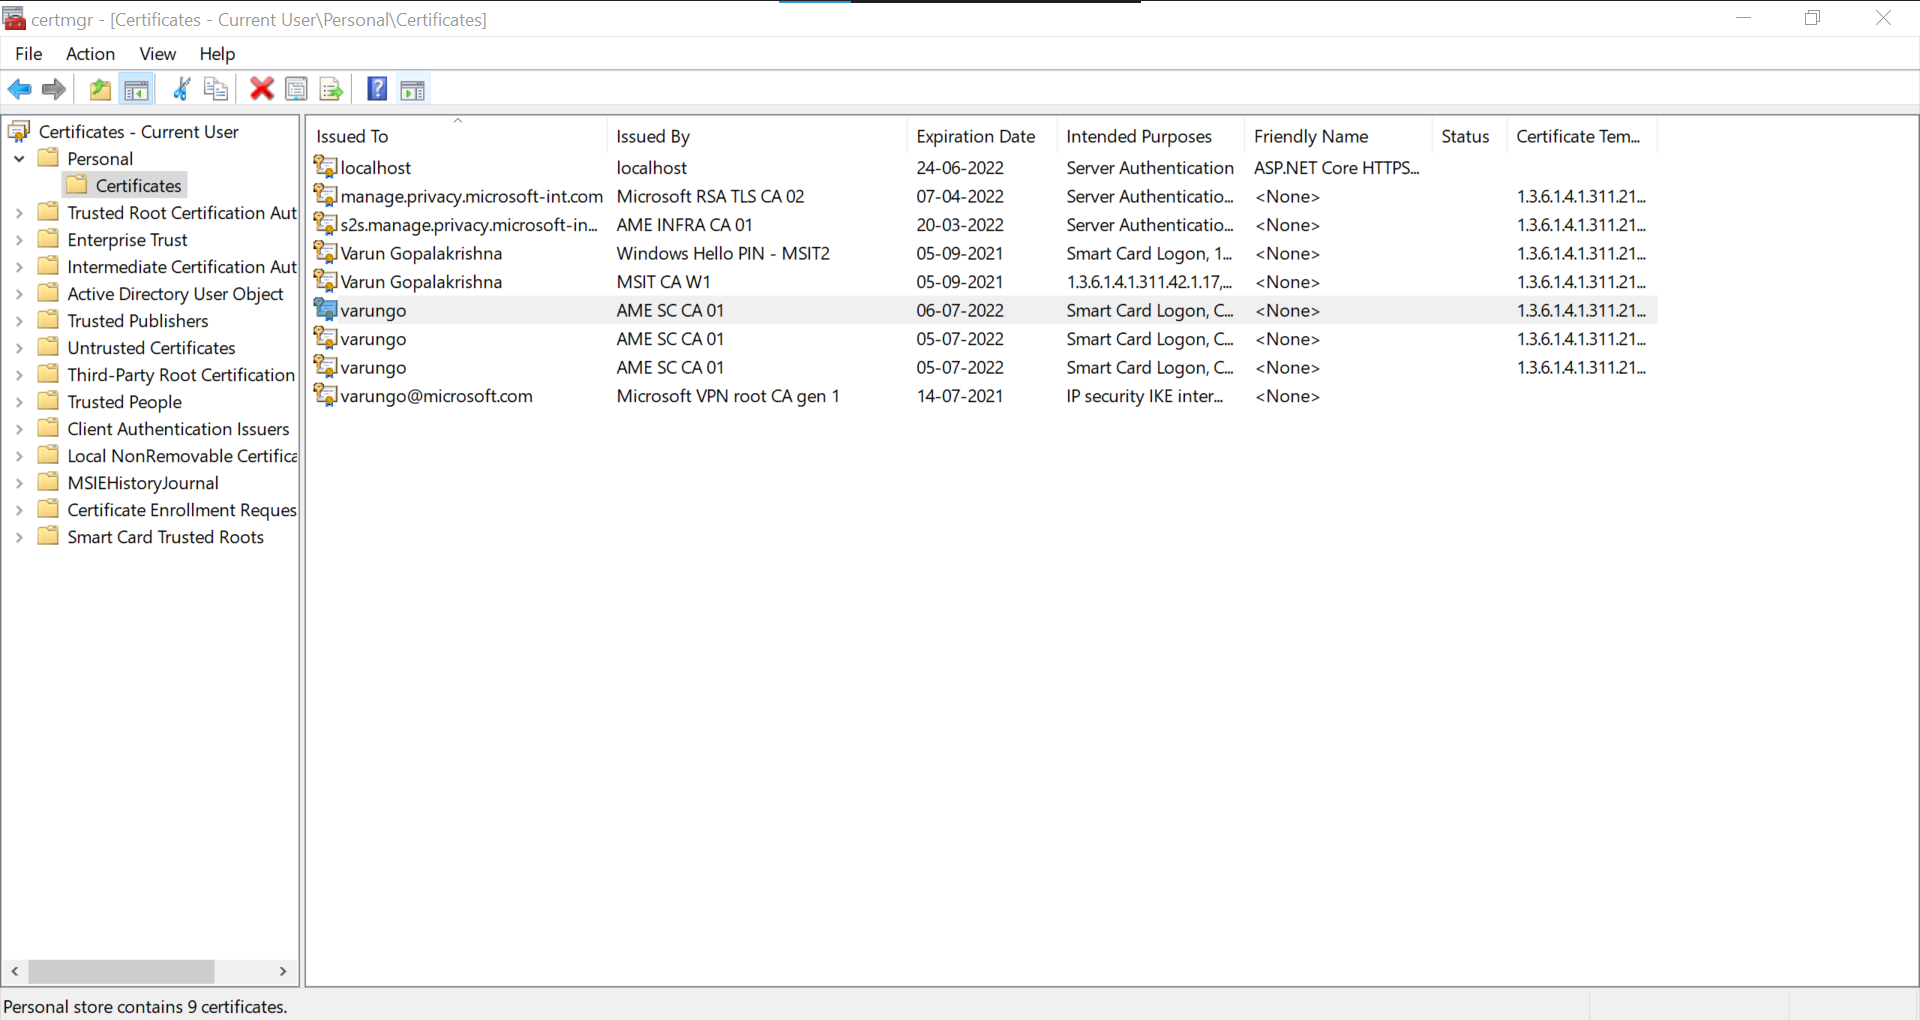 certmgr - [Certificates - Current User\Personal\Certificates]
File Action View Help
Certificates - Current User
Personal
Certificates
Trusted Root Certification Aut
Enterprise Trust
Intermediate Certification Aut
Active Directory User Object
Trusted Publishers
Untrusted Certificates
Third-Party Root Certification
Trusted People
Client Authentication Issuers
Local NonRemovable Certifica
MSIEHistoryJournal
Certificate Enrollment Reques
Smart Card Trusted Roots
Issued To Issued By Expiration Date Intended Purposes Friendly Name Status Certificate Tem...
localhost localhost 24-06-2022 Server Authentication ASP.NET Core HTTPS...
manage.privacy.microsoft-int.com Microsoft RSA TLS CA 02 07-04-2022 Server Authenticatio... <None> 1.3.6.1.4.1.311.21...
s2s.manage.privacy.microsoft-in... AME INFRA CA 01 20-03-2022 Server Authenticatio... <None> 1.3.6.1.4.1.311.21...
Varun Gopalakrishna Windows Hello PIN - MSIT2 05-09-2021 Smart Card Logon, 1... <None> 1.3.6.1.4.1.311.21...
Varun Gopalakrishna MSIT CA W1 05-09-2021 1.3.6.1.4.1.311.42.1.17,... <None> 1.3.6.1.4.1.311.21...
varungo AME SC CA 01 06-07-2022 Smart Card Logon, C... <None> 1.3.6.1.4.1.311.21...
varungo AME SC CA 01 05-07-2022 Smart Card Logon, C... <None> 1.3.6.1.4.1.311.21...
varungo AME SC CA 01 05-07-2022 Smart Card Logon, C... <None> 1.3.6.1.4.1.311.21...
varungo@microsoft.com Microsoft VPN root CA gen 1 14-07-2021 IP security IKE inter... <None>
Personal store contains 9 certificates.